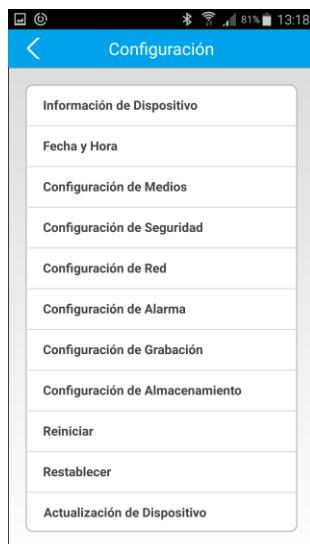 81% 13:18
Configuración
Información de Dispositivo
Fecha y Hora
Configuración de Medios
Configuración de Seguridad
Configuración de Red
Configuración de Alarma
Configuración de Grabación
Configuración de Almacenamiento
Reiniciar
Restablecer
Actualización de Dispositivo